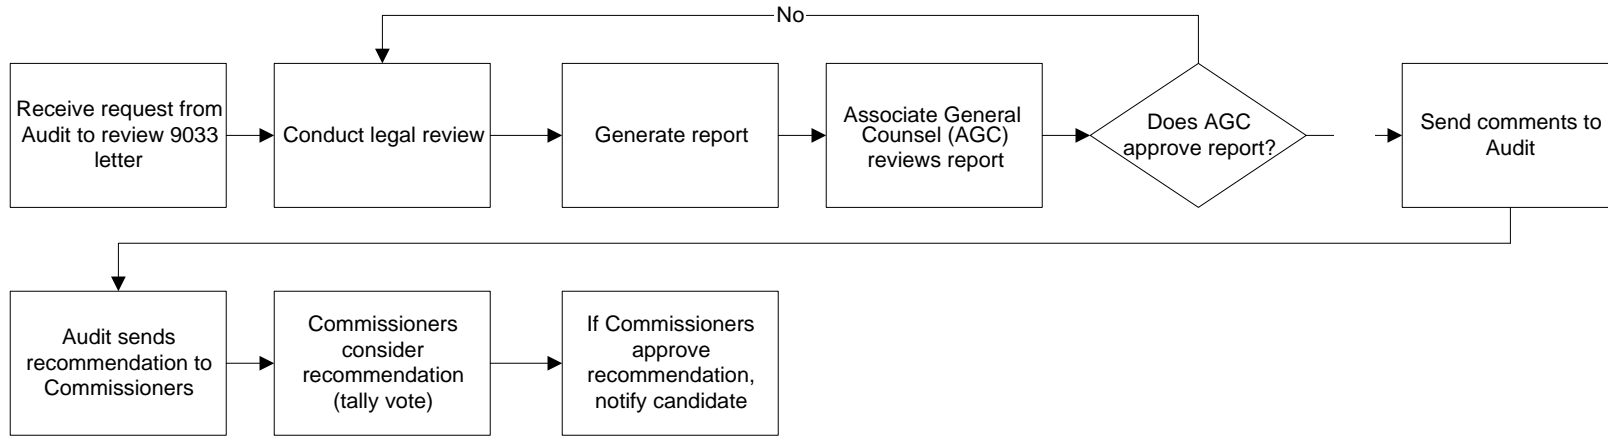 No
Receive request from
Audit to review 9033
letter
Conduct legal review
Generate report
Associate General
Counsel (AGC)
reviews report
Does AGC
approve report?
Send comments to
Audit
Audit sends
recommendation to
Commissioners
Commissioners
consider
recommendation
(tally vote)
If Commissioners
approve
recommendation,
notify candidate